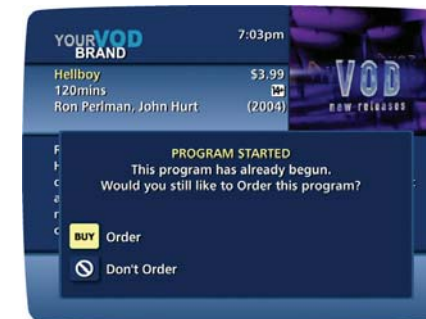 YOUR VOD
BRAND
7:03pm
Hellboy
$3.99
120mins
14+
Ron Perlman, John Hurt
(2004)
VOD
new releases
PROGRAM STARTED
This program has already begun.
Would you still like to Order this program?
BUY Order
Don't Order